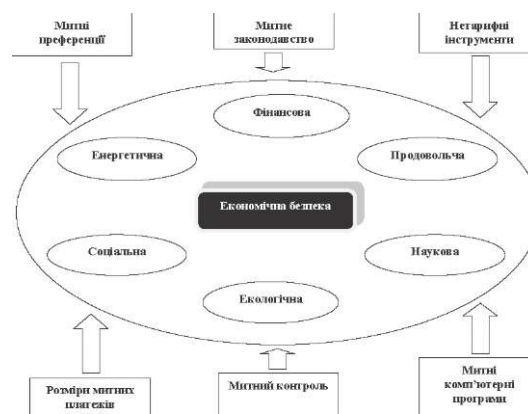 Митні
преференції
Митне
законодавство
Нетарифні
інструменти
Фінансова
Енергетична
Продовольча
Економічна безпека
Соціальна
Наукова
Екологічна
Розміри митних
платежів
Митний контроль
Митні
комп'ютерні
програми